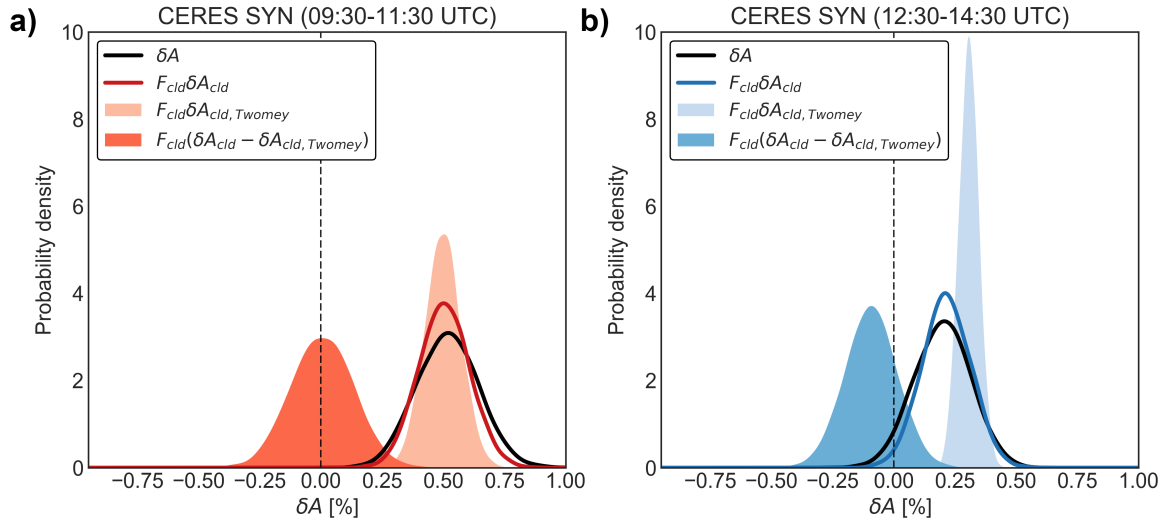 a)
CERES SYN (09:30-11:30 UTC)
δA
F_cld δA_cld
F_cld δA_cld, Twomey
F_cld(δA_cld − δA_cld, Twomey)
Probability density
10
8
6
4
2
0
−0.75 −0.50 −0.25 0.00 0.25 0.50 0.75 1.00
δA [%]
b)
CERES SYN (12:30-14:30 UTC)
δA
F_cld δA_cld
F_cld δA_cld, Twomey
F_cld(δA_cld − δA_cld, Twomey)
Probability density
10
8
6
4
2
0
−0.75 −0.50 −0.25 0.00 0.25 0.50 0.75 1.00
δA [%]